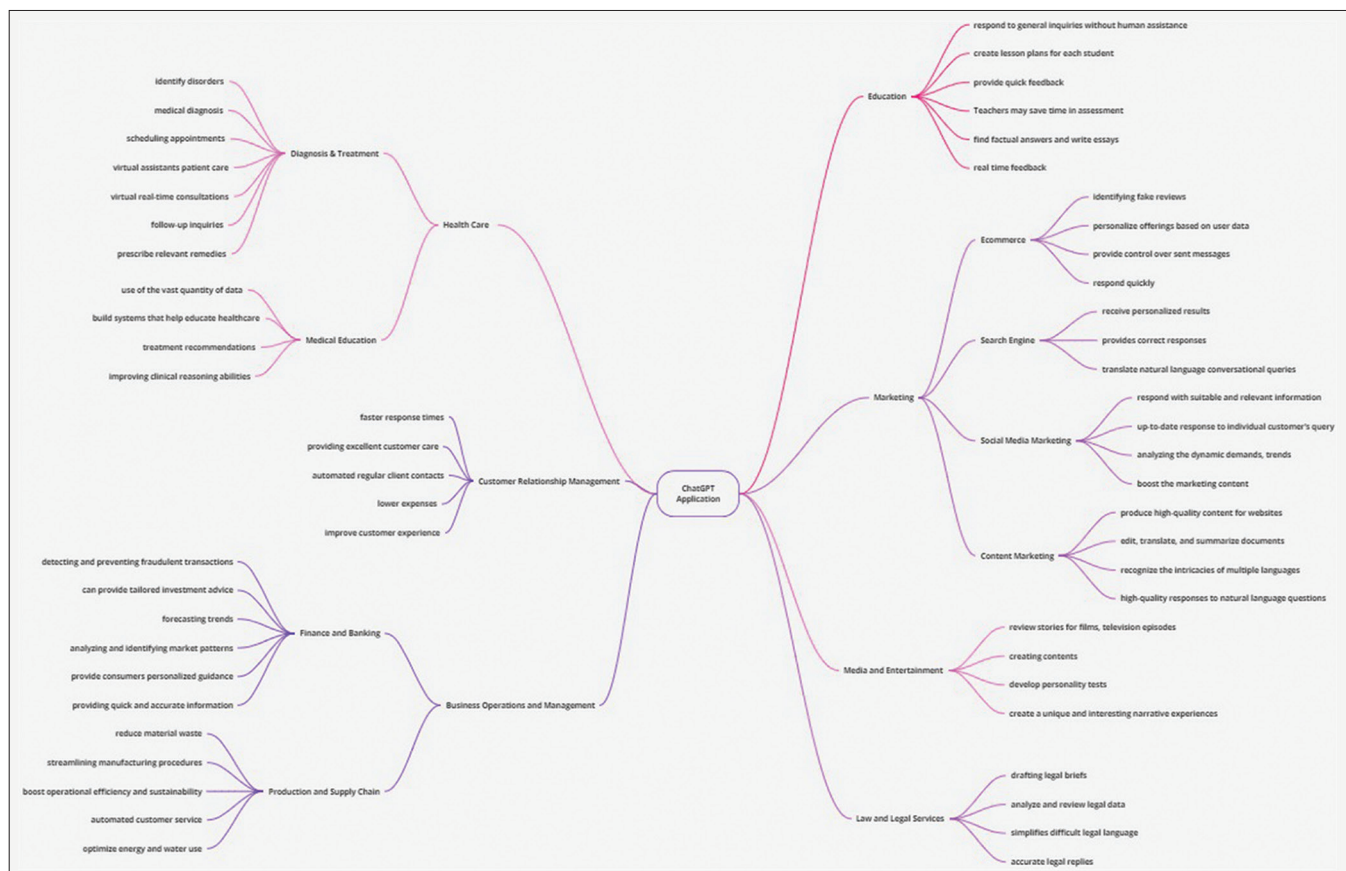 ChatGPT
Application
Health Care
Diagnosis & Treatment
identify disorders
medical diagnosis
scheduling appointments
virtual assistants patient care
virtual real-time consultations
follow-up inquiries
prescribe relevant remedies
Medical Education
use of the vast quantity of data
build systems that help educate healthcare
treatment recommendations
improving clinical reasoning abilities
Customer Relationship Management
faster response times
providing excellent customer care
automated regular client contacts
lower expenses
improve customer experience
Business Operations and Management
Finance and Banking
detecting and preventing fraudulent transactions
can provide tailored investment advice
forecasting trends
analyzing and identifying market patterns
provide consumers personalized guidance
providing quick and accurate information
Production and Supply Chain
reduce material waste
streamlining manufacturing procedures
boost operational efficiency and sustainability
automated customer service
optimize energy and water use
Education
respond to general inquiries without human assistance
create lesson plans for each student
provide quick feedback
Teachers may save time in assessment
find factual answers and write essays
real time feedback
Marketing
Ecommerce
identifying fake reviews
personalize offerings based on user data
provide control over sent messages
respond quickly
Search Engine
receive personalized results
provides correct responses
translate natural language conversational queries
Social Media Marketing
respond with suitable and relevant information
up-to-date response to individual customer's query
analyzing the dynamic demands, trends
boost the marketing content
Content Marketing
produce high-quality content for websites
edit, translate, and summarize documents
recognize the intricacies of multiple languages
high-quality responses to natural language questions
Media and Entertainment
review stories for films, television episodes
creating contents
develop personality tests
create a unique and interesting narrative experiences
Law and Legal Services
drafting legal briefs
analyze and review legal data
simplifies difficult legal language
accurate legal replies